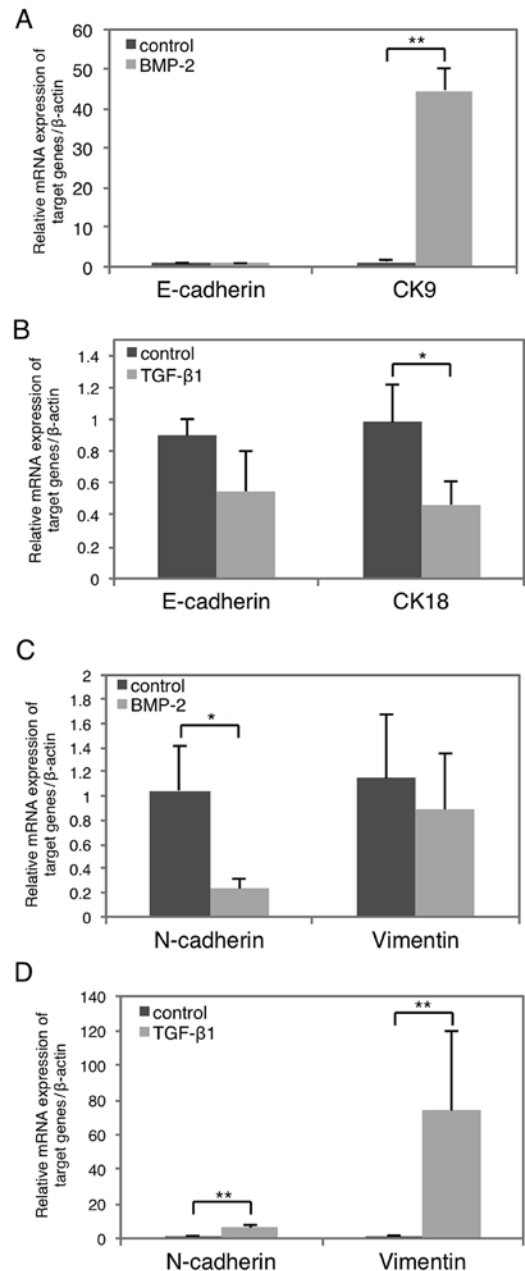 A
Relative mRNA expression of
target genes/β-actin
60
50
40
30
20
10
0
control
BMP-2
**
E-cadherin CK9
B
Relative mRNA expression of
target genes/β-actin
1.4
1.2
1
0.8
0.6
0.4
0.2
0
control
TGF-β1
*
E-cadherin CK18
C
Relative mRNA expression of
target genes/β-actin
2
1.8
1.6
1.4
1.2
1
0.8
0.6
0.4
0.2
0
control
BMP-2
*
N-cadherin Vimentin
D
Relative mRNA expression of
target genes/β-actin
140
120
100
80
60
40
20
0
control
TGF-β1
**
**
N-cadherin Vimentin